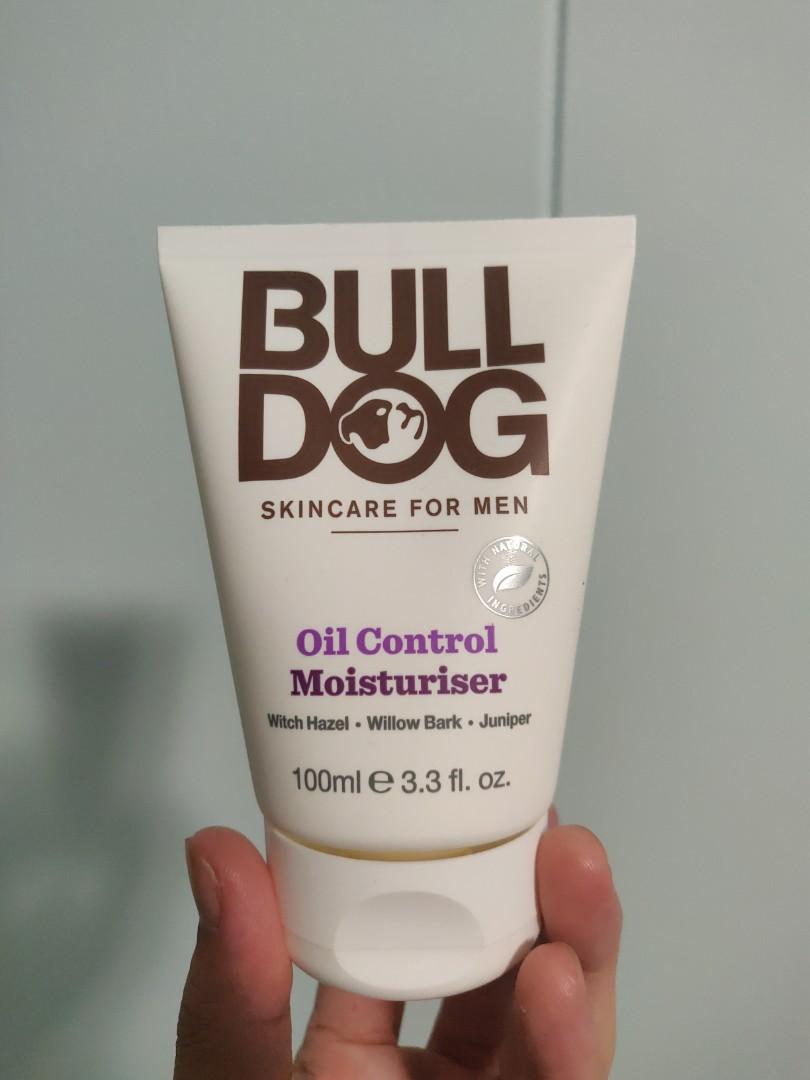 BULL
DOG
SKINCARE FOR MEN
WITH NATURAL
INGREDIENTS
Oil Control
Moisturiser
Witch Hazel • Willow Bark • Juniper
100ml ℮ 3.3 fl. oz.